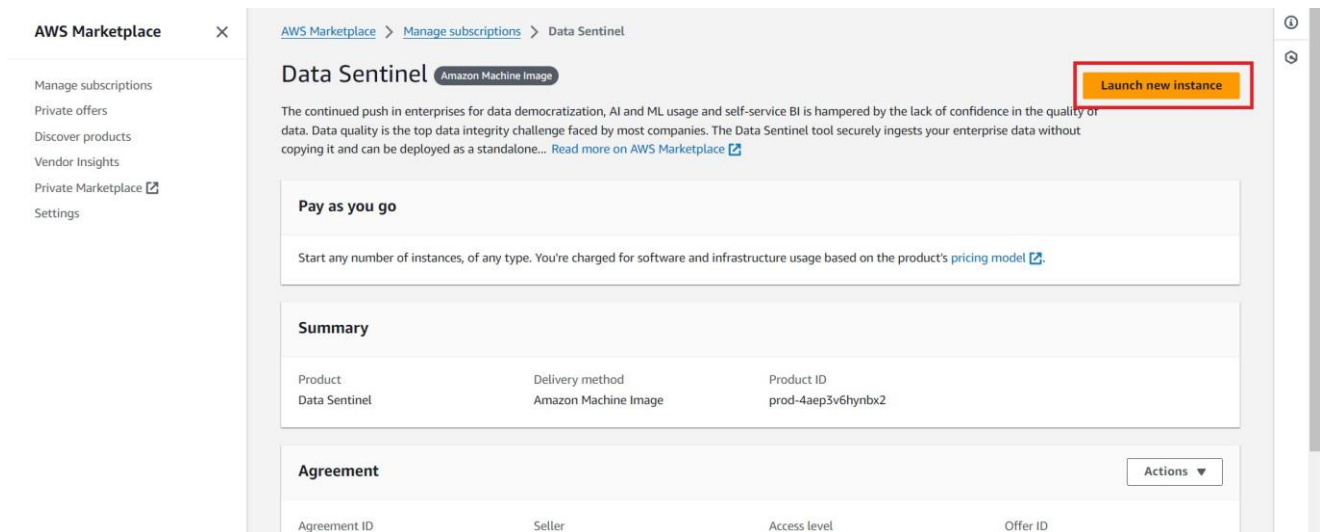 AWS Marketplace
Manage subscriptions
Private offers
Discover products
Vendor Insights
Private Marketplace
Settings
AWS Marketplace > Manage subscriptions > Data Sentinel
Data Sentinel Amazon Machine Image
Launch new instance
The continued push in enterprises for data democratization, AI and ML usage and self-service BI is hampered by the lack of confidence in the quality of
data. Data quality is the top data integrity challenge faced by most companies. The Data Sentinel tool securely ingests your enterprise data without
copying it and can be deployed as a standalone... Read more on AWS Marketplace
Pay as you go
Start any number of instances, of any type. You're charged for software and infrastructure usage based on the product's pricing model.
Summary
Product Delivery method Product ID
Data Sentinel Amazon Machine Image prod-4aep3v6hynbx2
Agreement Actions
Agreement ID Seller Access level Offer ID